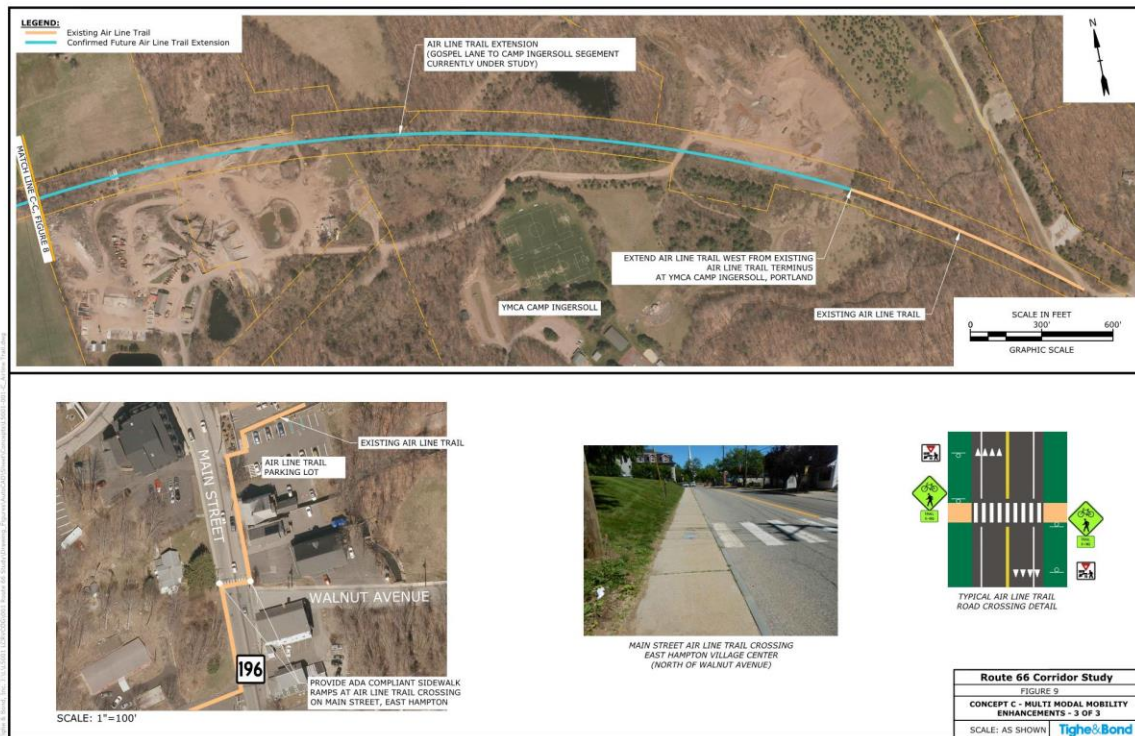 LEGEND:
Existing Air Line Trail
Confirmed Future Air Line Trail Extension
AIR LINE TRAIL EXTENSION
(GOSPEL LANE TO CAMP INGERSOLL SEGEMENT
CURRENTLY UNDER STUDY)
N
MATCH LINE C-C, FIGURE 8
EXTEND AIR LINE TRAIL WEST FROM EXISTING
AIR LINE TRAIL TERMINUS
AT YMCA CAMP INGERSOLL, PORTLAND
YMCA CAMP INGERSOLL
EXISTING AIR LINE TRAIL
SCALE IN FEET
0 300' 600'
GRAPHIC SCALE
EXISTING AIR LINE TRAIL
AIR LINE TRAIL
PARKING LOT
MAIN STREET
WALNUT AVENUE
196
PROVIDE ADA COMPLIANT SIDEWALK
RAMPS AT AIR LINE TRAIL CROSSING
ON MAIN STREET, EAST HAMPTON
SCALE: 1"=100'
MAIN STREET AIR LINE TRAIL CROSSING
EAST HAMPTON VILLAGE CENTER
(NORTH OF WALNUT AVENUE)
TRAIL
X-ING
TRAIL
X-ING
TYPICAL AIR LINE TRAIL
ROAD CROSSING DETAIL
Route 66 Corridor Study
FIGURE 9
CONCEPT C - MULTI MODAL MOBILITY
ENHANCEMENTS - 3 OF 3
SCALE: AS SHOWN
Tighe&Bond